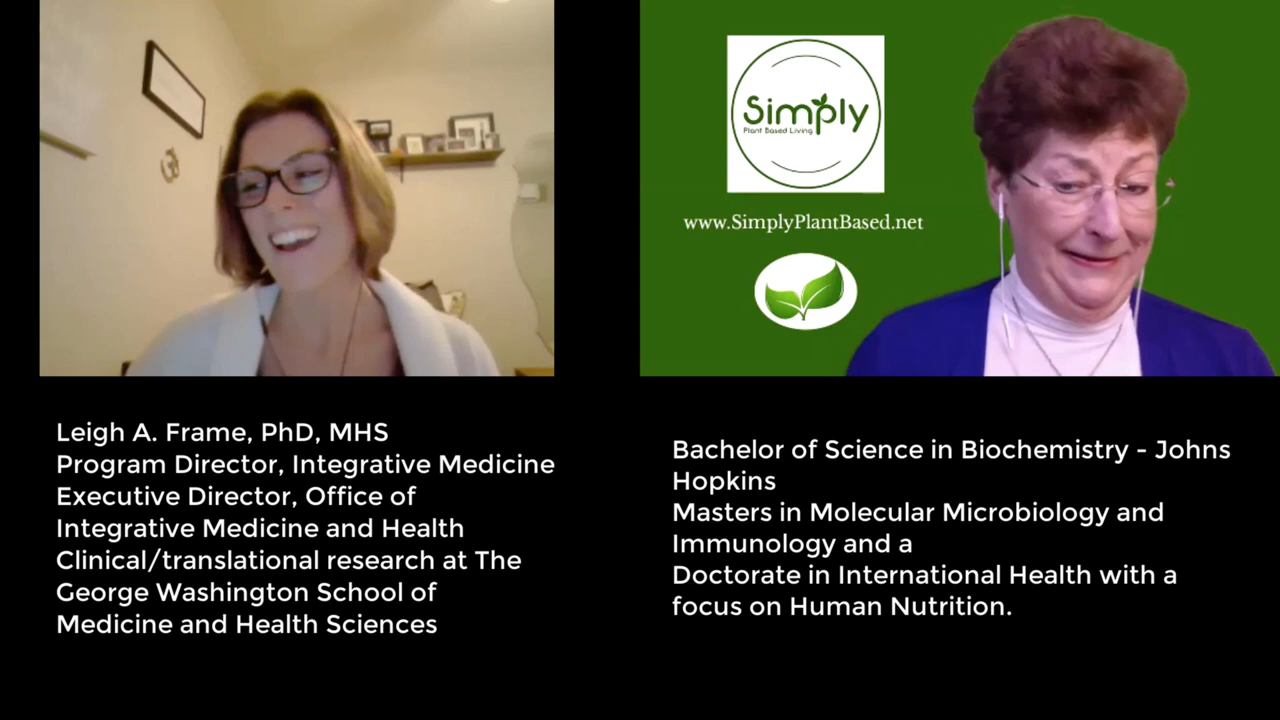 Simply
Plant Based Living
www.SimplyPlantBased.net
Leigh A. Frame, PhD, MHS
Program Director, Integrative Medicine
Executive Director, Office of
Integrative Medicine and Health
Clinical/translational research at The
George Washington School of
Medicine and Health Sciences
Bachelor of Science in Biochemistry - Johns
Hopkins
Masters in Molecular Microbiology and
Immunology and a
Doctorate in International Health with a
focus on Human Nutrition.